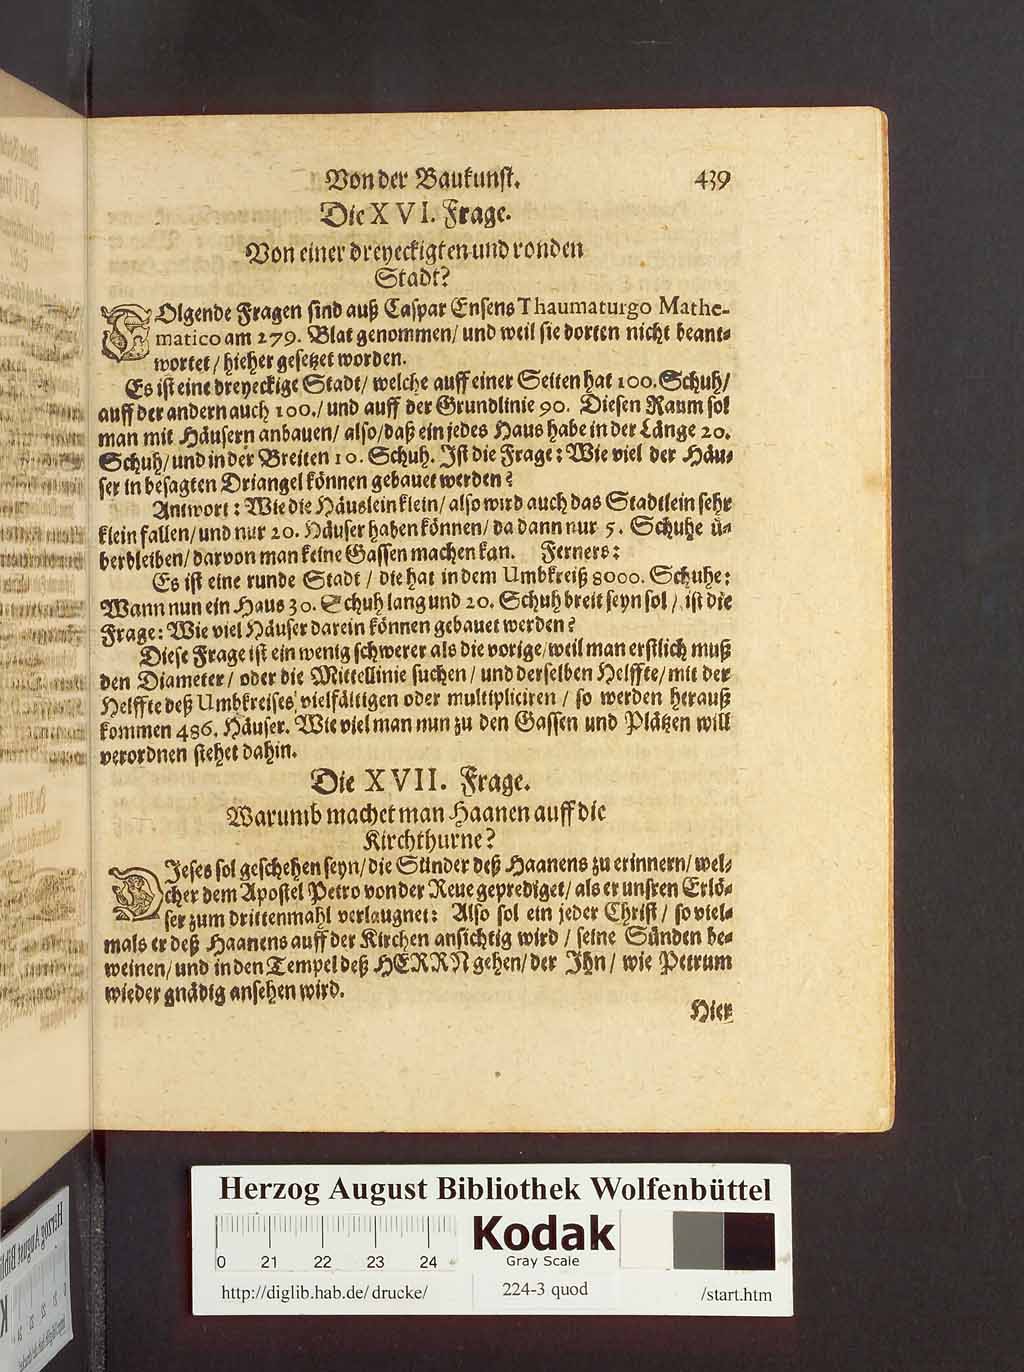 Von der Baukunst. 439
Die XVI. Frage.
Von einer dreyeckigten und ronden
Stadt?
FOlgende Fragen sind auß Caspar Ensens Thaumaturgo Mathe-
matico am 279. Blat genommen/ und weil sie dorten nicht beant-
wortet/ hieher gesetzet worden.
Es ist eine dreyeckige Stadt/ welche auff einer Seiten hat 100. Schuh/
auff der andern auch 100./ und auff der Grundlinie 90. Diesen Raum sol
man mit Häusern anbauen/ also/ daß ein jedes Haus habe in der Länge 20.
Schuh/ und in der Breiten 10. Schuh. Ist die Frage: Wie viel der Häu-
ser in besagten Driangel können gebauet werden?
Antwort: Wie die Häuslein klein/ also wird auch das Stadtlein sehr
klein fallen/ und nur 20. Häuser haben können/ da dann nur 5. Schuhe ü-
berbleiben/ darvon man keine Gassen machen kan. Ferners:
Es ist eine runde Stadt/ die hat in dem Umbkreiß 8000. Schuhe:
Wann nun ein Haus 30. Schuh lang und 20. Schuh breit seyn sol/ ist die
Frage: Wie viel Häuser darein können gebauet werden?
Diese Frage ist ein wenig schwerer als die vorige/ weil man erstlich muß
den Diameter/ oder die Mittellinie suchen/ und derselben Helffte/ mit der
Helffte deß Umbkreises vielfältigen oder multipliciren/ so werden herauß
kommen 486. Häuser. Wie viel man nun zu den Gassen und Plätzen will
verordnen stehet dahin.
Die XVII. Frage.
Warumb machet man Haanen auff die
Kirchthurne?
DIeses sol geschehen seyn/ die Sünder deß Haanens zu erinnern/ wel-
cher dem Apostel Petro von der Reue geprediget/ als er unsren Erlö-
ser zum drittenmahl verlaugnet: Also sol ein jeder Christ/ so viel-
mals er deß Haanens auff der Kirchen ansichtig wird/ seine Sünden be-
weinen/ und in den Tempel deß HERRN gehen/ der Ihn/ wie Petrum
wieder gnädig ansehen wird.
Hier
Herzog August Bibliothek Wolfenbüttel
0 21 22 23 24
Kodak
Gray Scale
http://diglib.hab.de/drucke/ 224-3 quod /start.htm